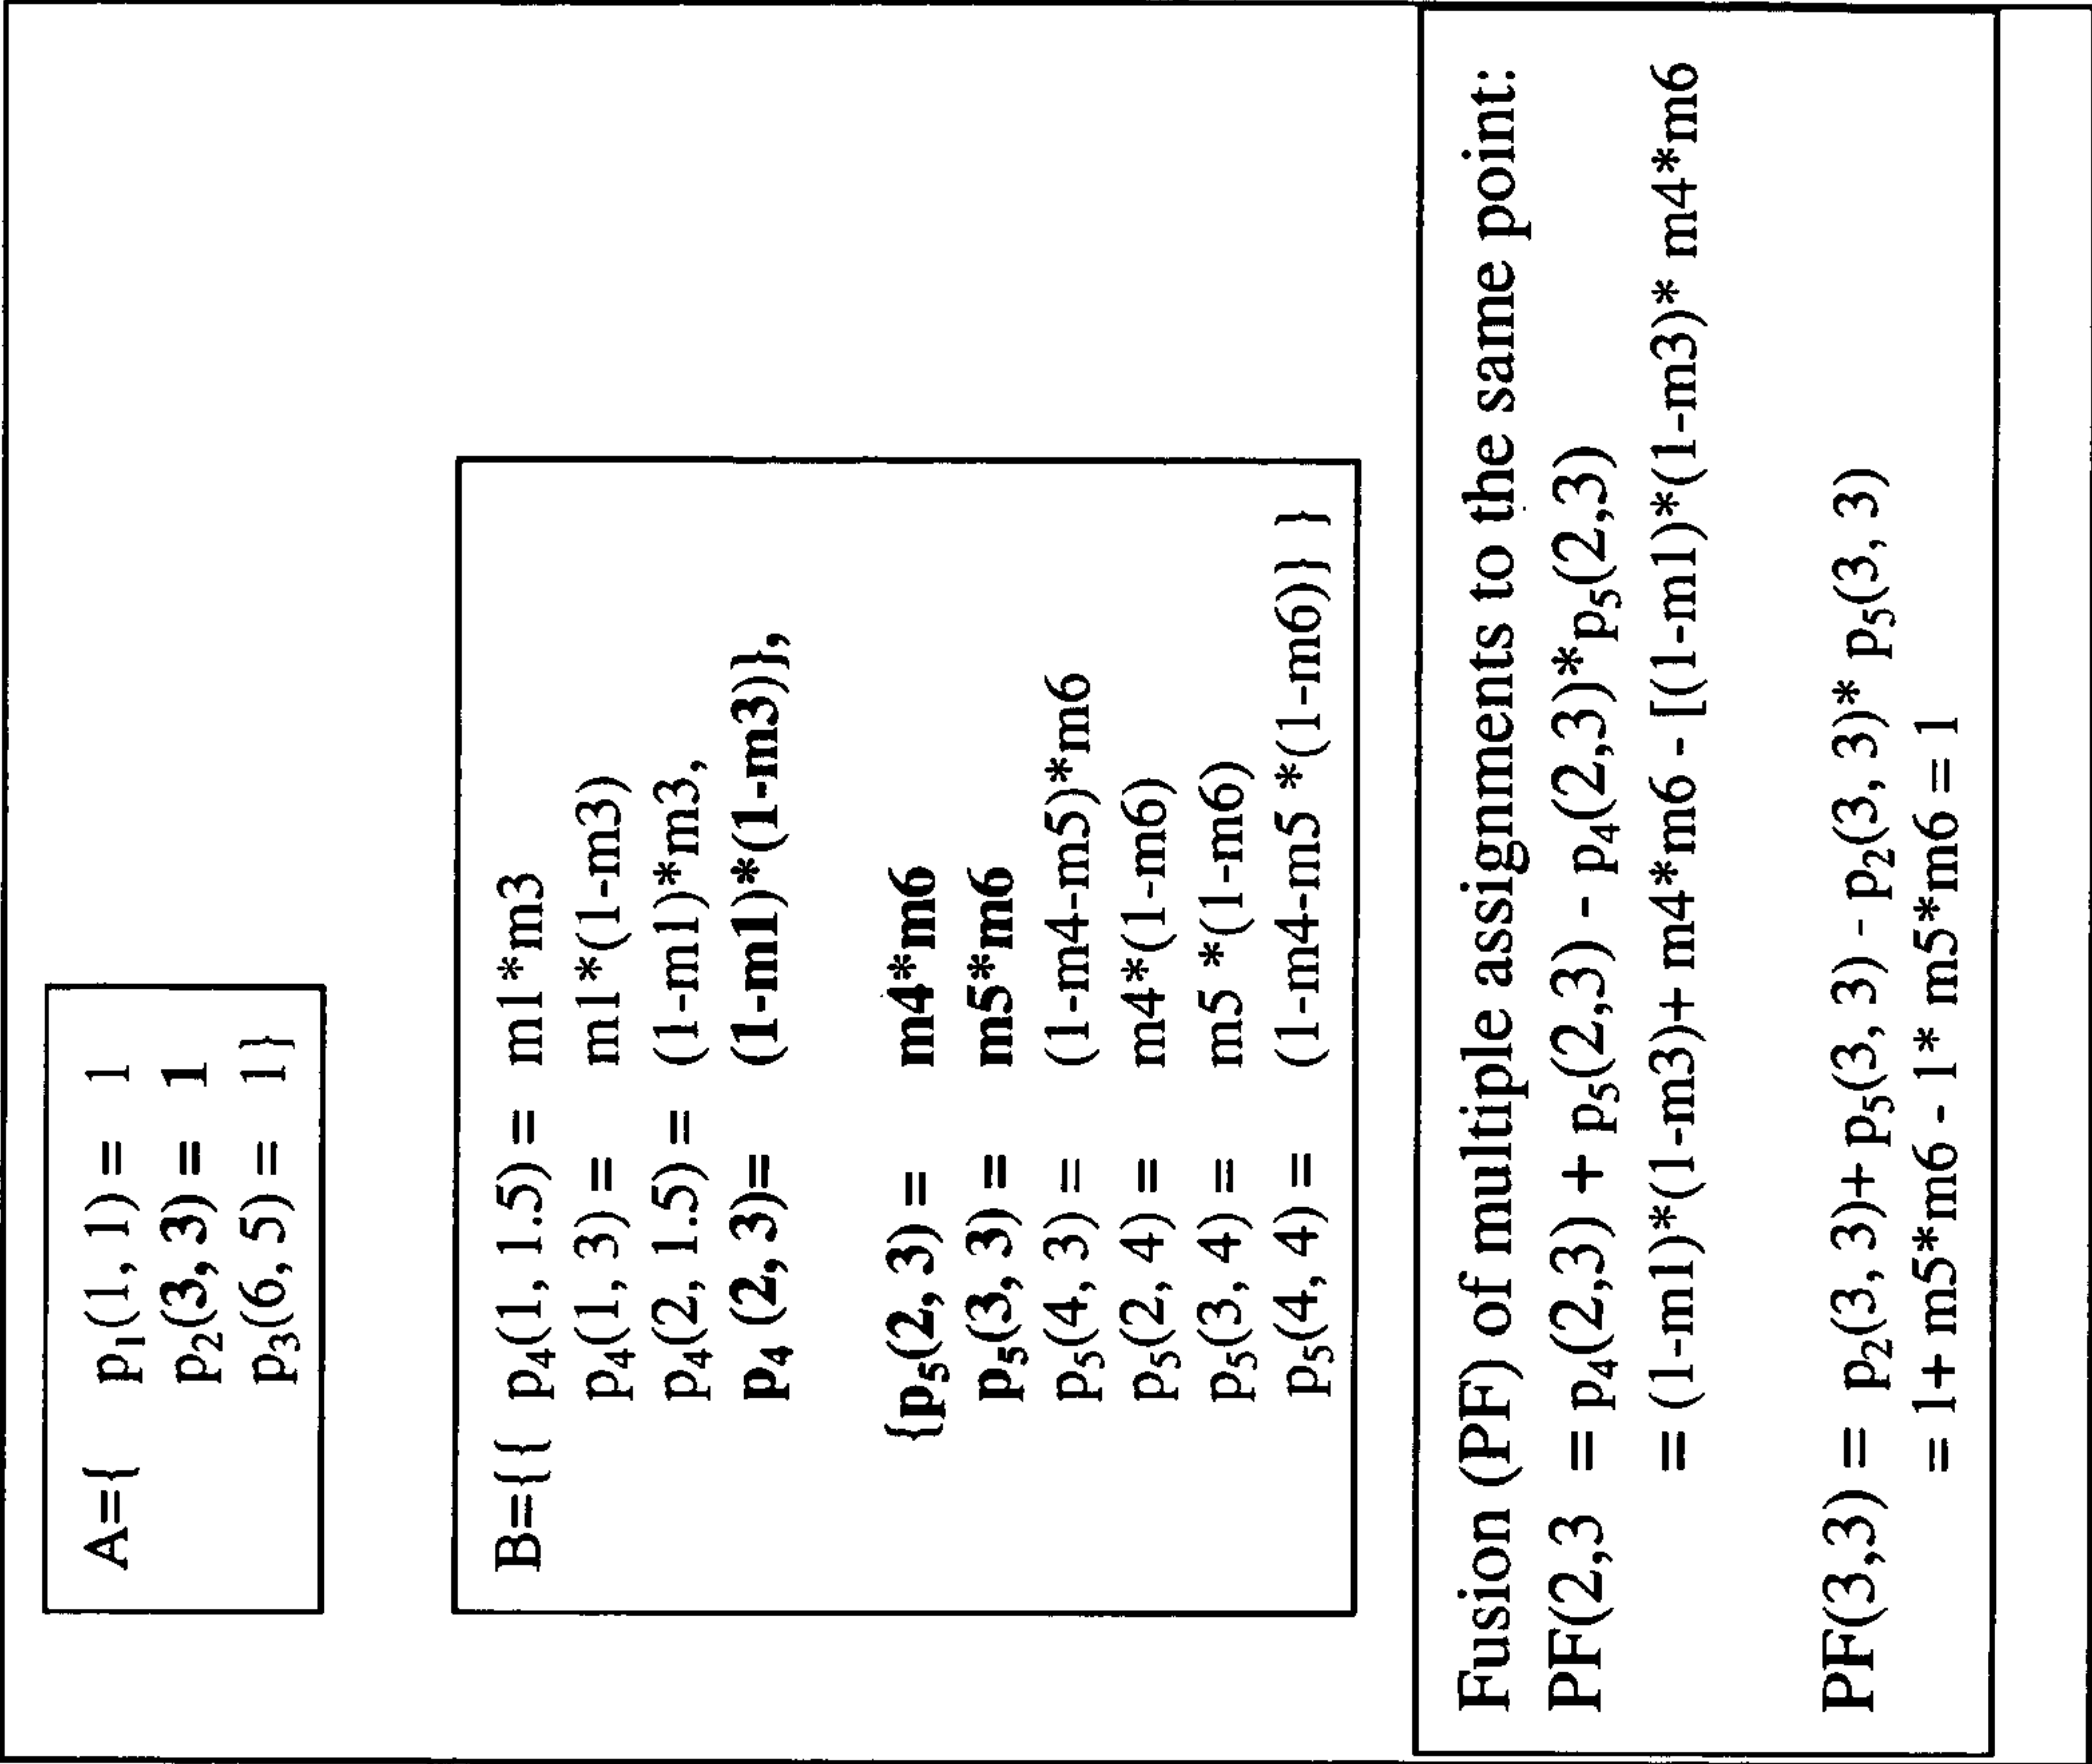 A={ p₁(1, 1) = 1
p₂(3, 3) = 1
p₃(6, 5) = 1}
B={{ p₄(1, 1.5) = m1*m3
p₄(1, 3) = m1*(1-m3)
p₄(2, 1.5) = (1-m1)*m3,
p₄ (2, 3)= (1-m1)*(1-m3)},
{p₅(2, 3) = m4*m6
p₅(3, 3) = m5*m6
p₅(4, 3) = (1-m4-m5)*m6
p₅(2, 4) = m4*(1-m6)
p₅(3, 4) = m5 *(1-m6)
p₅(4, 4) = (1-m4-m5 *(1-m6)} }
Fusion (PF) of multiple assignments to the same point:
PF(2,3 = p₄(2,3) + p₅(2,3) - p₄(2,3)*p₅(2,3)
= (1-m1)*(1-m3)+ m4*m6 - [(1-m1)*(1-m3)* m4*m6
PF(3,3) = p₂(3, 3)+ p₅(3, 3) - p₂(3, 3)* p₅(3, 3)
= 1+ m5*m6 - 1* m5*m6 = 1